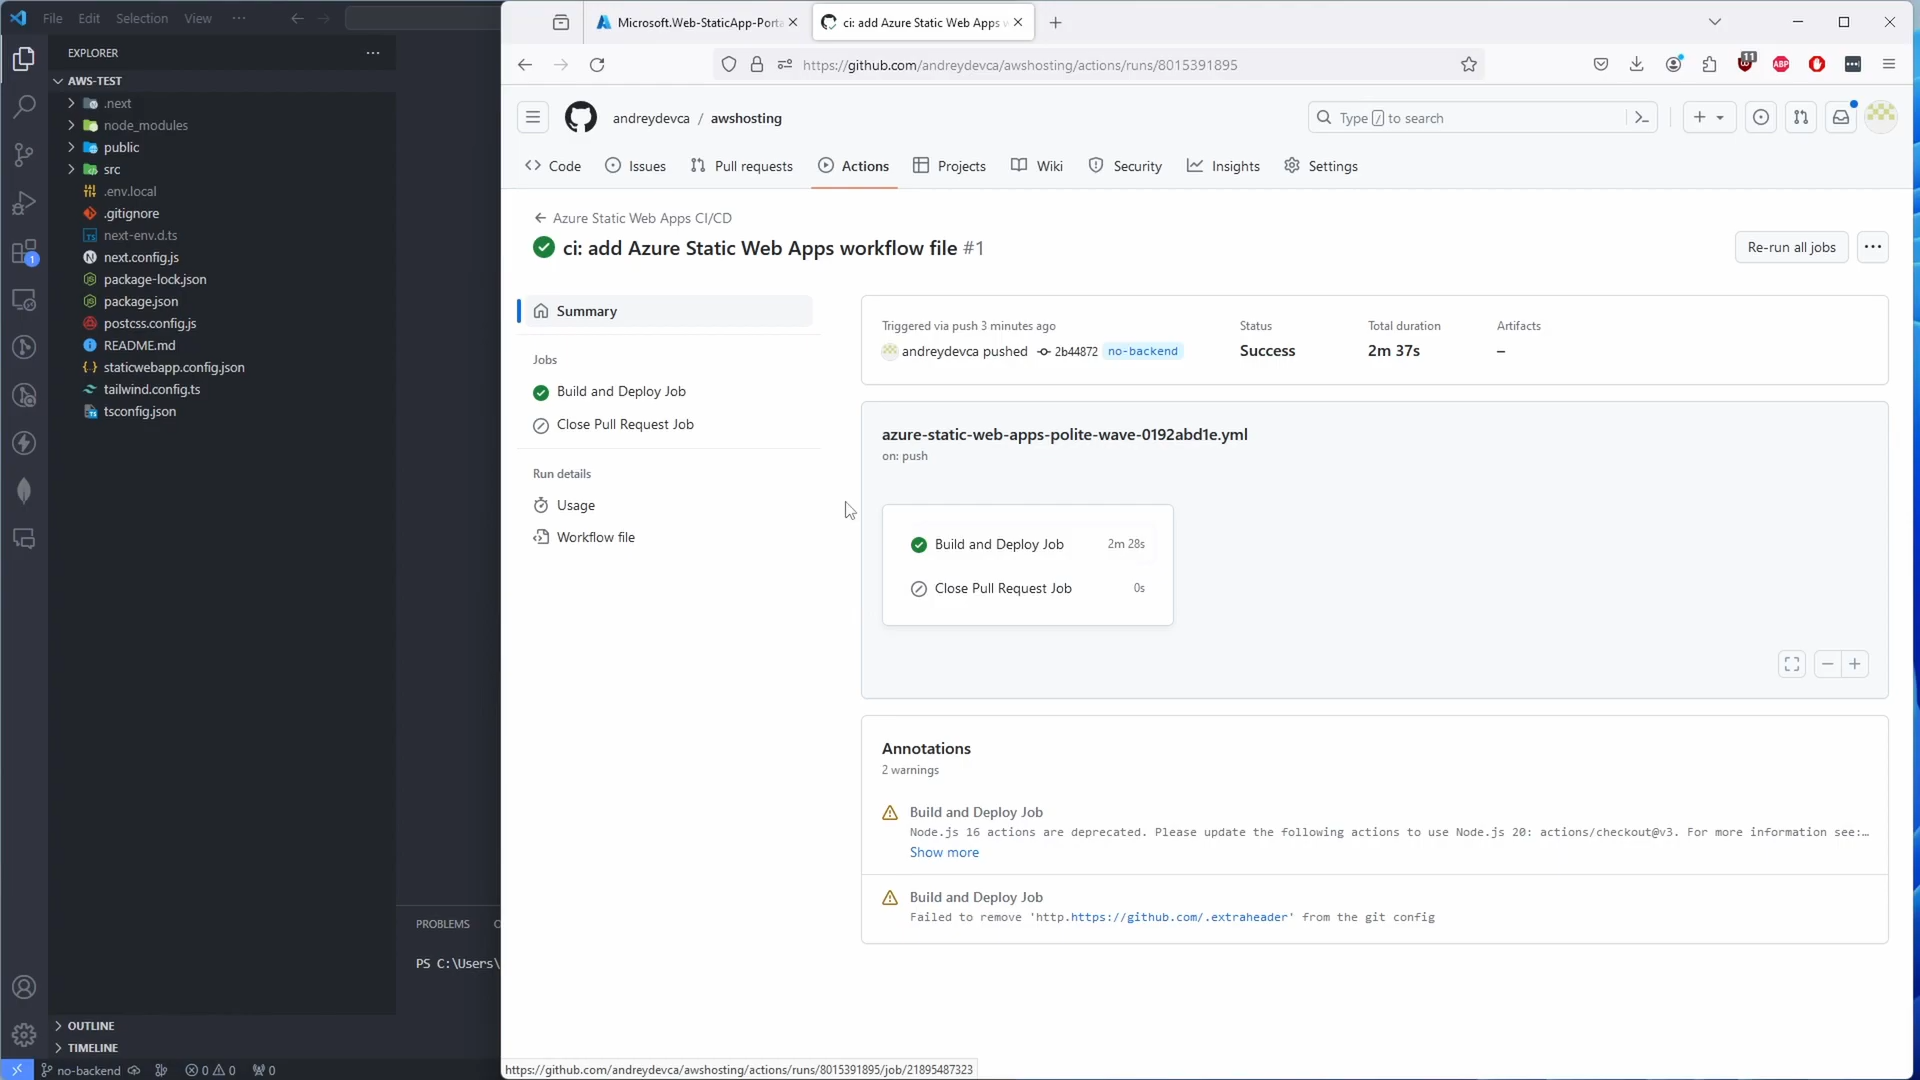 File Edit Selection View ···
EXPLORER ···
AWS-TEST
.next
node_modules
public
src
.env.local
.gitignore
next-env.d.ts
next.config.js
package-lock.json
package.json
postcss.config.js
README.md
staticwebapp.config.json
tailwind.config.ts
tsconfig.json
1
PROBLEMS O
PS C:\Users\
OUTLINE
TIMELINE
no-backend 0 0 0
Microsoft.Web-StaticApp-Porta
ci: add Azure Static Web Apps w
https://github.com/andreydevca/awshosting/actions/runs/8015391895
11
ABP
andreydevca / awshosting
Type / to search
Code Issues Pull requests Actions Projects Wiki Security Insights Settings
Azure Static Web Apps CI/CD
ci: add Azure Static Web Apps workflow file #1
Re-run all jobs
Summary
Jobs
Build and Deploy Job
Close Pull Request Job
Run details
Usage
Workflow file
Triggered via push 3 minutes ago
andreydevca pushed 2b44872 no-backend
Status
Success
Total duration
2m 37s
Artifacts
–
azure-static-web-apps-polite-wave-0192abd1e.yml
on: push
Build and Deploy Job 2m 28s
Close Pull Request Job 0s
Annotations
2 warnings
Build and Deploy Job
Node.js 16 actions are deprecated. Please update the following actions to use Node.js 20: actions/checkout@v3. For more information see:…
Show more
Build and Deploy Job
Failed to remove 'http.https://github.com/.extraheader' from the git config
https://github.com/andreydevca/awshosting/actions/runs/8015391895/job/21895487323